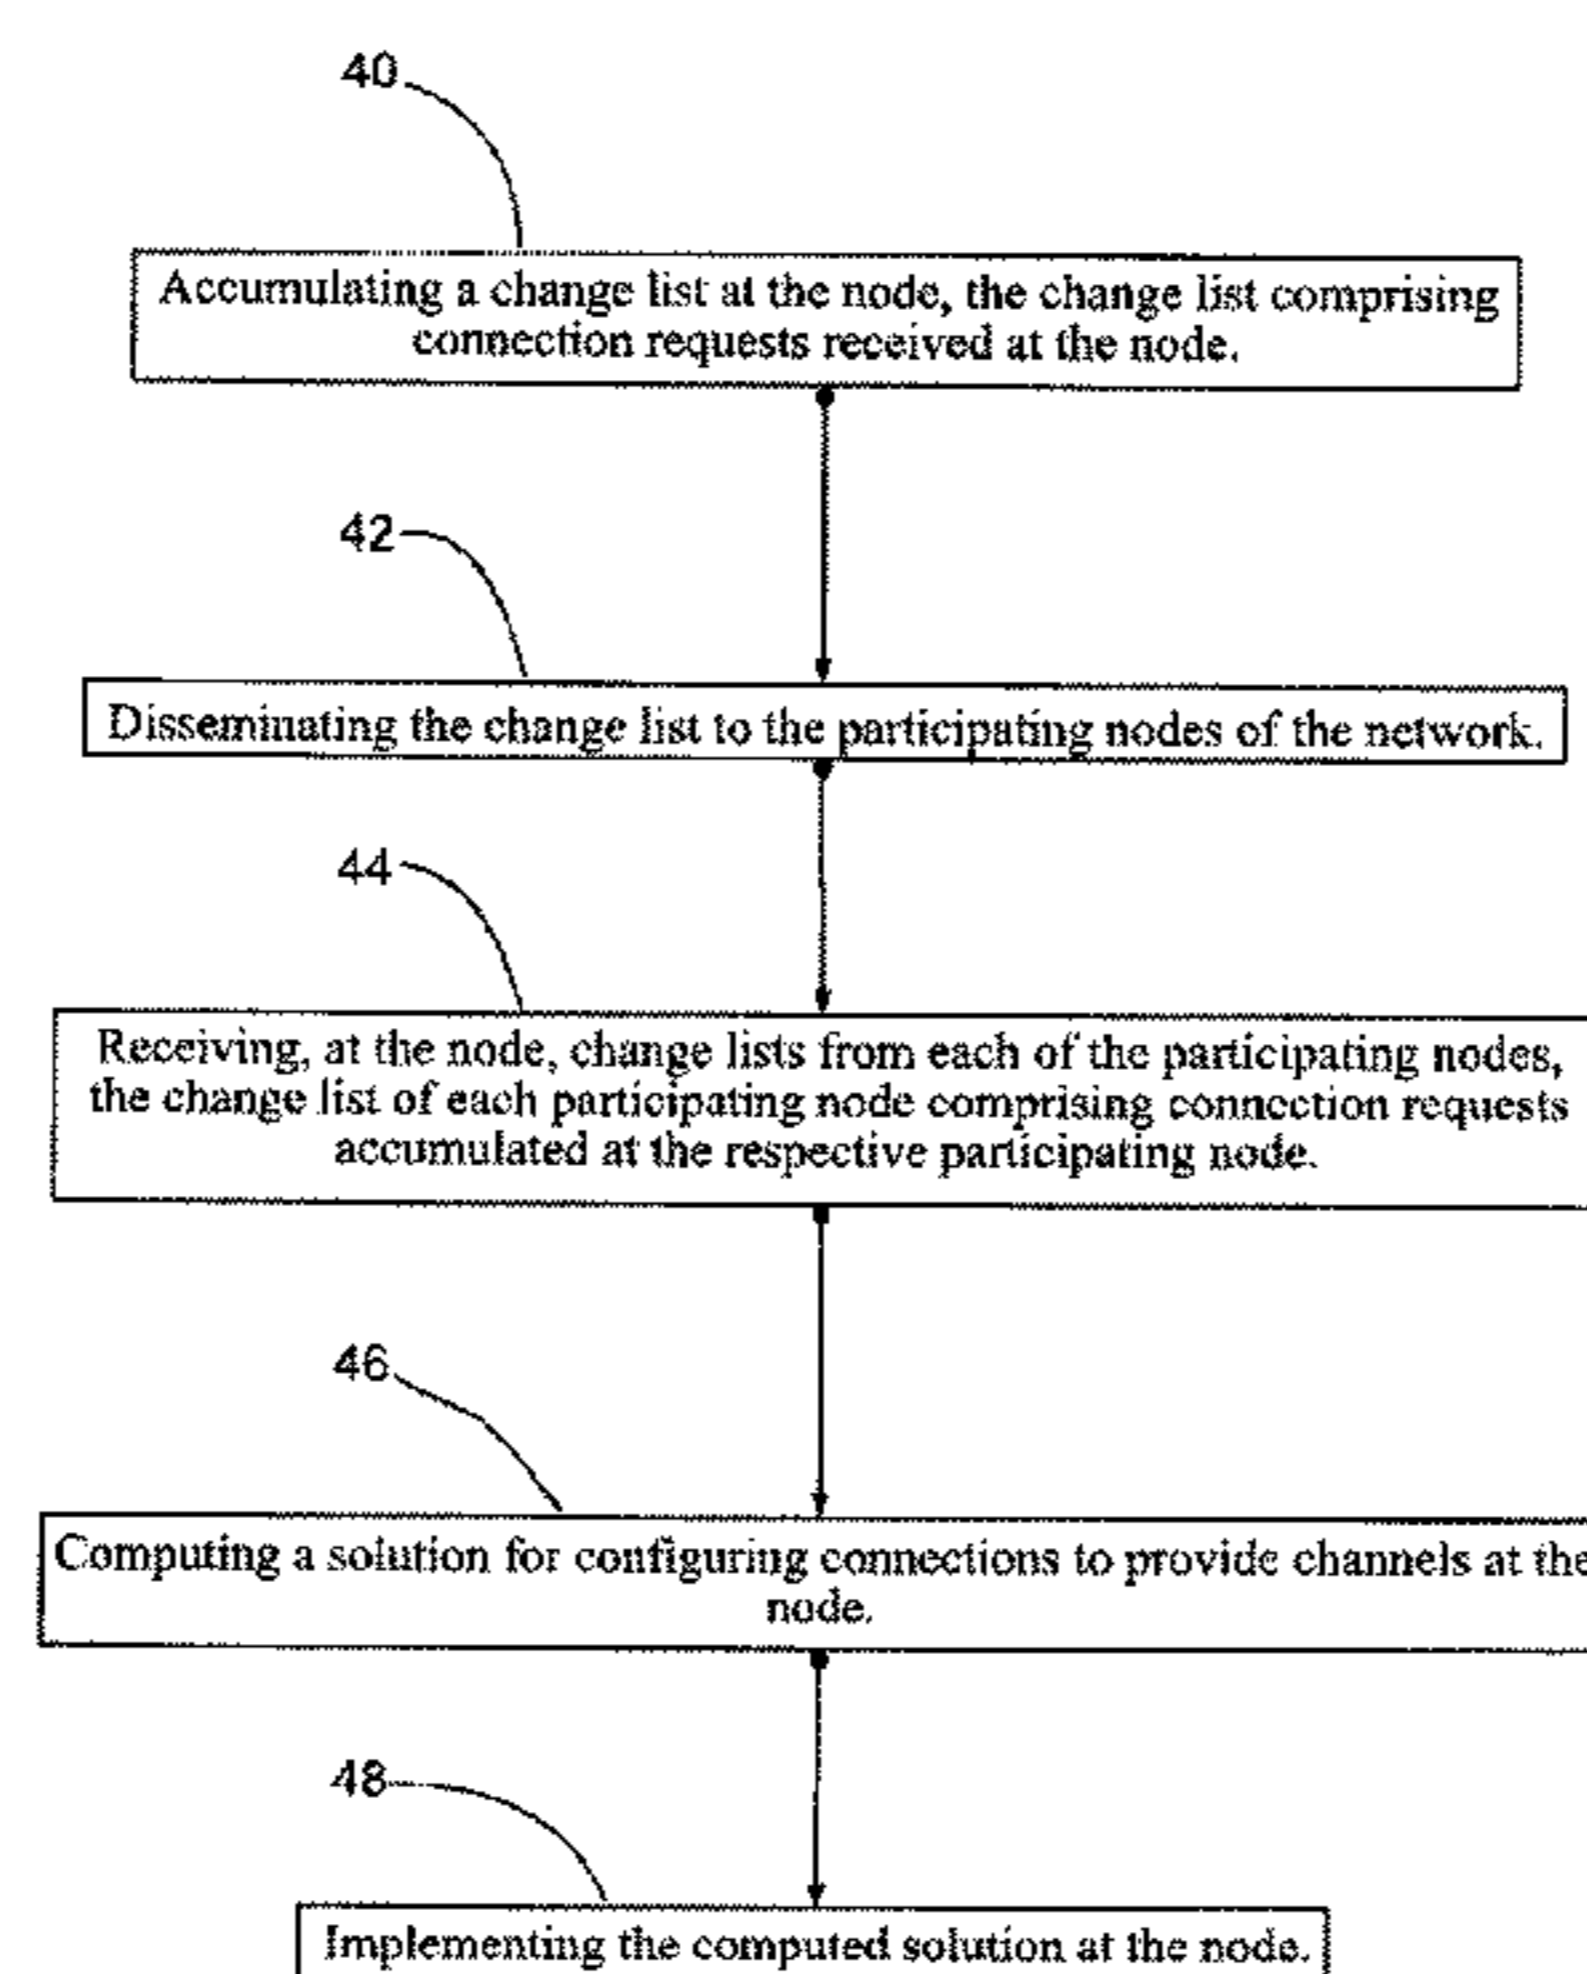 40
Accumulating a change list at the node, the change list comprising
connection requests received at the node.
42
Disseminating the change list to the participating nodes of the network.
44
Receiving, at the node, change lists from each of the participating nodes,
the change list of each participating node comprising connection requests
accumulated at the respective participating node.
46
Computing a solution for configuring connections to provide channels at the
node.
48
Implementing the computed solution at the node.